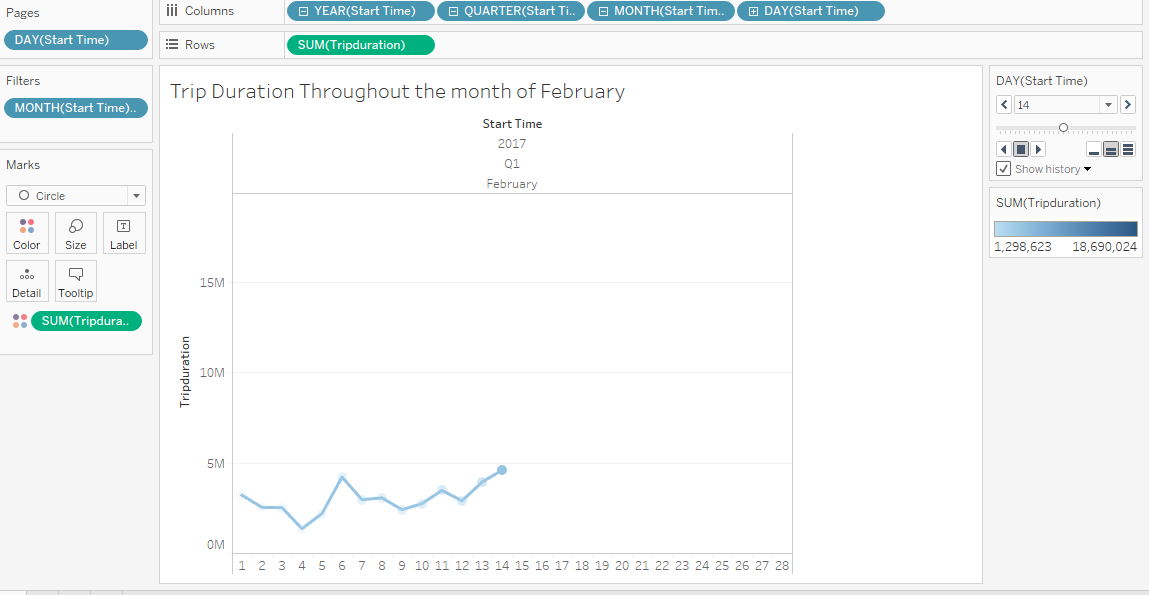 Pages
DAY(Start Time)
Columns
YEAR(Start Time)
QUARTER(Start Ti..
MONTH(Start Tim..
DAY(Start Time)
Rows
SUM(Tripduration)
Filters
MONTH(Start Time)..
Marks
Circle
Color
Size
Label
Detail
Tooltip
SUM(Tripdura..
Trip Duration Throughout the month of February
Start Time
2017
Q1
February
Tripduration
15M
10M
5M
0M
1 2 3 4 5 6 7 8 9 10 11 12 13 14 15 16 17 18 19 20 21 22 23 24 25 26 27 28
DAY(Start Time)
14
Show history
SUM(Tripduration)
1,298,623 18,690,024